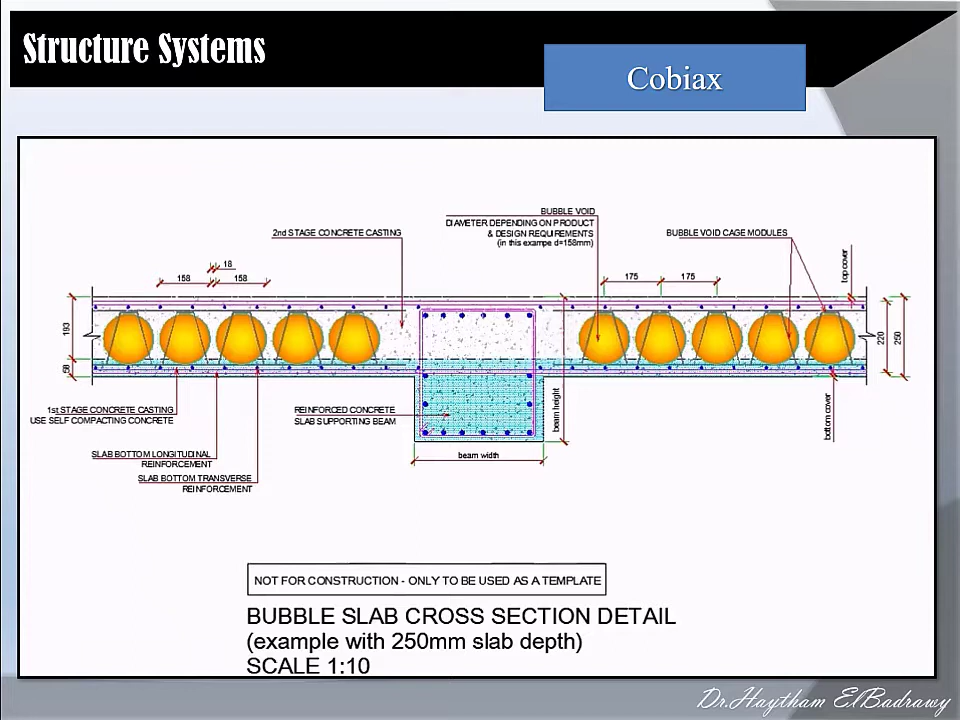 Structure Systems
Cobiax
BUBBLE VOID
DIAMETER DEPENDING ON PRODUCT
& DESIGN REQUIREMENTS
(in this exampe d=158mm)
2nd STAGE CONCRETE CASTING
BUBBLE VOID CAGE MODULES
18
158
158
175
175
top cover
193
58
220
250
1st STAGE CONCRETE CASTING
USE SELF COMPACTING CONCRETE
REINFORCED CONCRETE
SLAB SUPPORTING BEAM
beam height
bottom cover
SLAB BOTTOM LONGITUDINAL
REINFORCEMENT
beam width
SLAB BOTTOM TRANSVERSE
REINFORCEMENT
NOT FOR CONSTRUCTION - ONLY TO BE USED AS A TEMPLATE
BUBBLE SLAB CROSS SECTION DETAIL
(example with 250mm slab depth)
SCALE 1:10
Dr.Haytham ElBadrawy